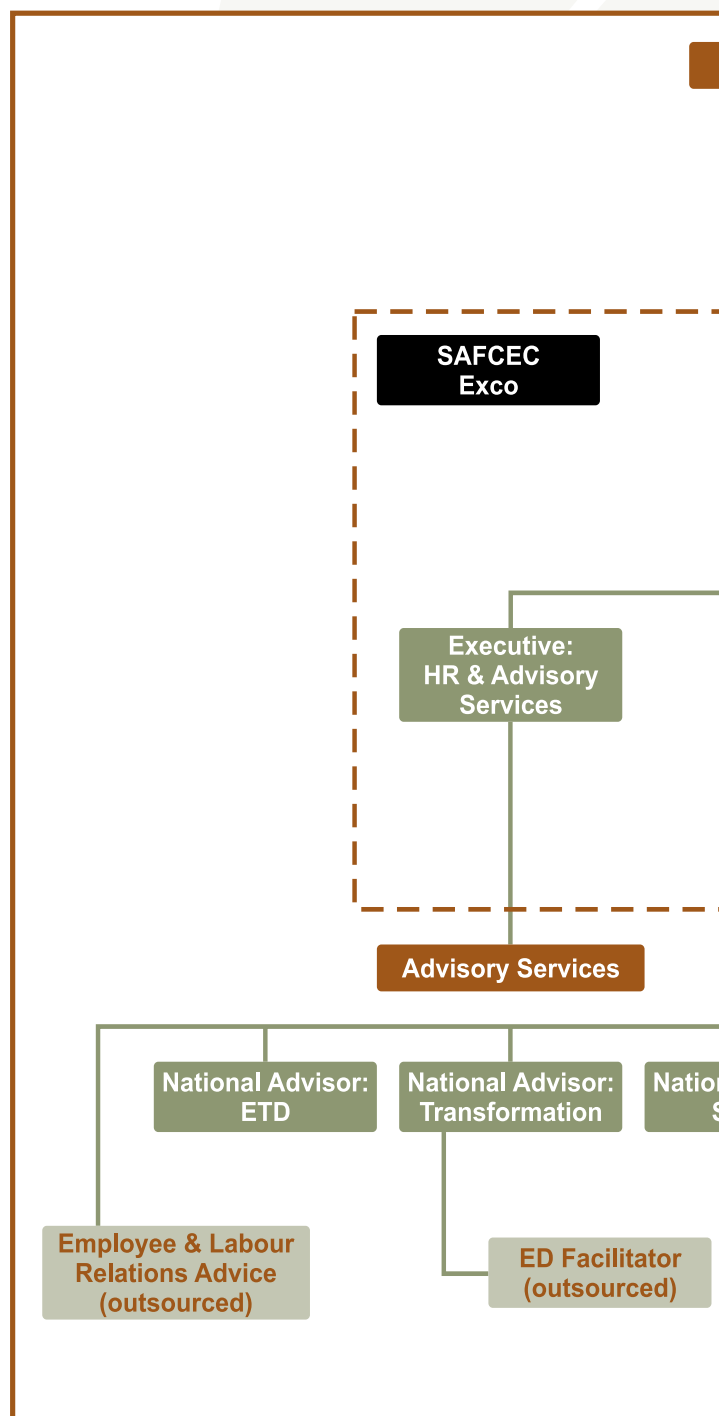 SAFCEC
Exco
Executive:
HR & Advisory
Services
Advisory Services
National Advisor:
ETD
National Advisor:
Transformation
Employee & Labour
Relations Advice
(outsourced)
ED Facilitator
(outsourced)